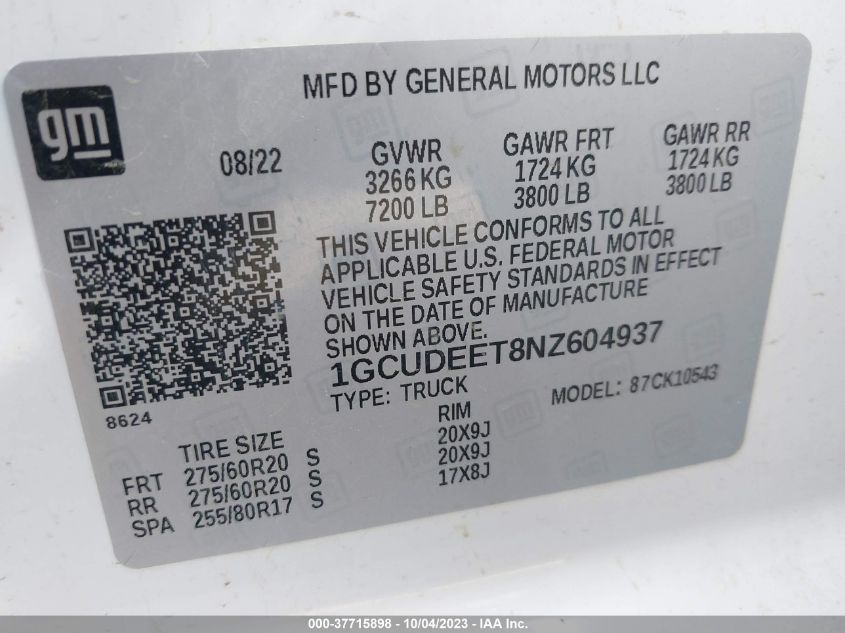 MFD BY GENERAL MOTORS LLC
gm
08/22
GVWR
3266 KG
7200 LB
GAWR FRT
1724 KG
3800 LB
GAWR RR
1724 KG
3800 LB
THIS VEHICLE CONFORMS TO ALL
APPLICABLE U.S. FEDERAL MOTOR
VEHICLE SAFETY STANDARDS IN EFFECT
ON THE DATE OF MANUFACTURE
SHOWN ABOVE.
1GCUDEET8NZ604937
TYPE: TRUCK
MODEL: 87CK10543
8624
TIRE SIZE
RIM
FRT 275/60R20 S 20X9J
RR 275/60R20 S 20X9J
SPA 255/80R17 S 17X8J
000-37715898 - 10/04/2023 - IAA Inc.